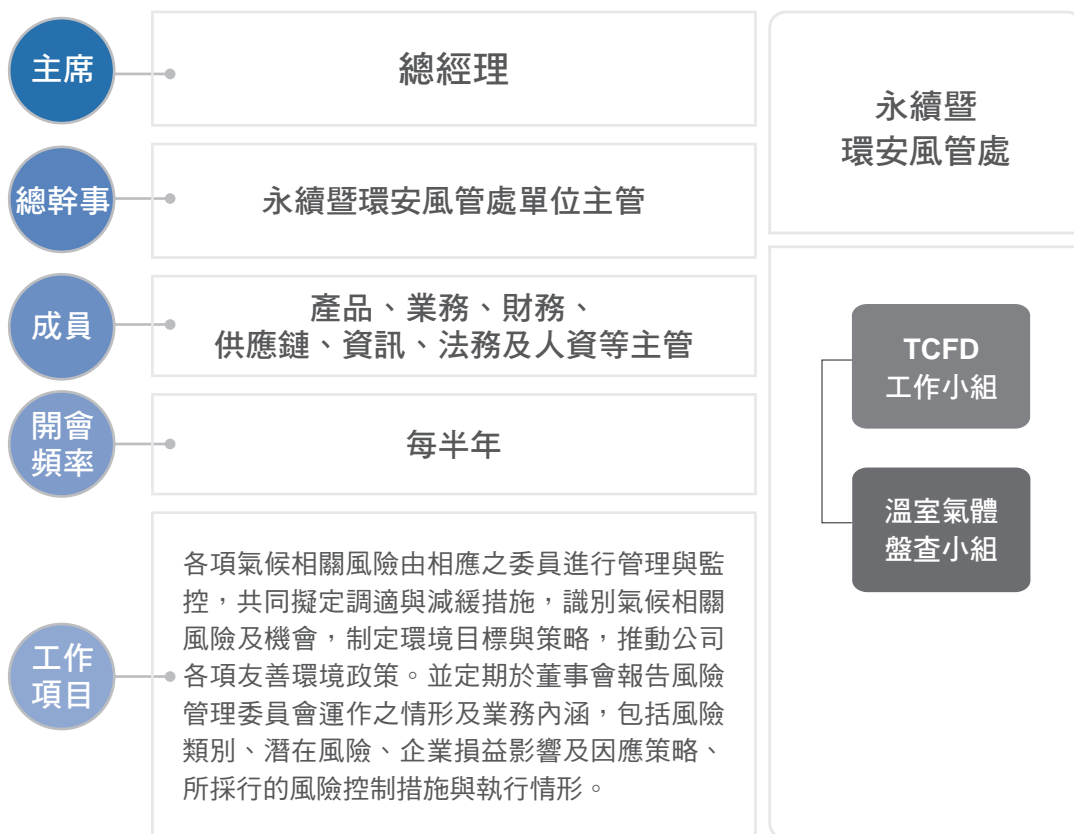 主席
總經理
總幹事
永續暨環安風管處單位主管
成員
產品、業務、財務、
供應鏈、資訊、法務及人資等主管
開會
頻率
每半年
工作
項目
各項氣候相關風險由相應之委員進行管理與監
控，共同擬定調適與減緩措施，識別氣候相關
風險及機會，制定環境目標與策略，推動公司
各項友善環境政策。並定期於董事會報告風險
管理委員會運作之情形及業務內涵，包括風險
類別、潛在風險、企業損益影響及因應策略、
所採行的風險控制措施與執行情形。
永續暨
環安風管處
TCFD
工作小組
溫室氣體
盤查小組